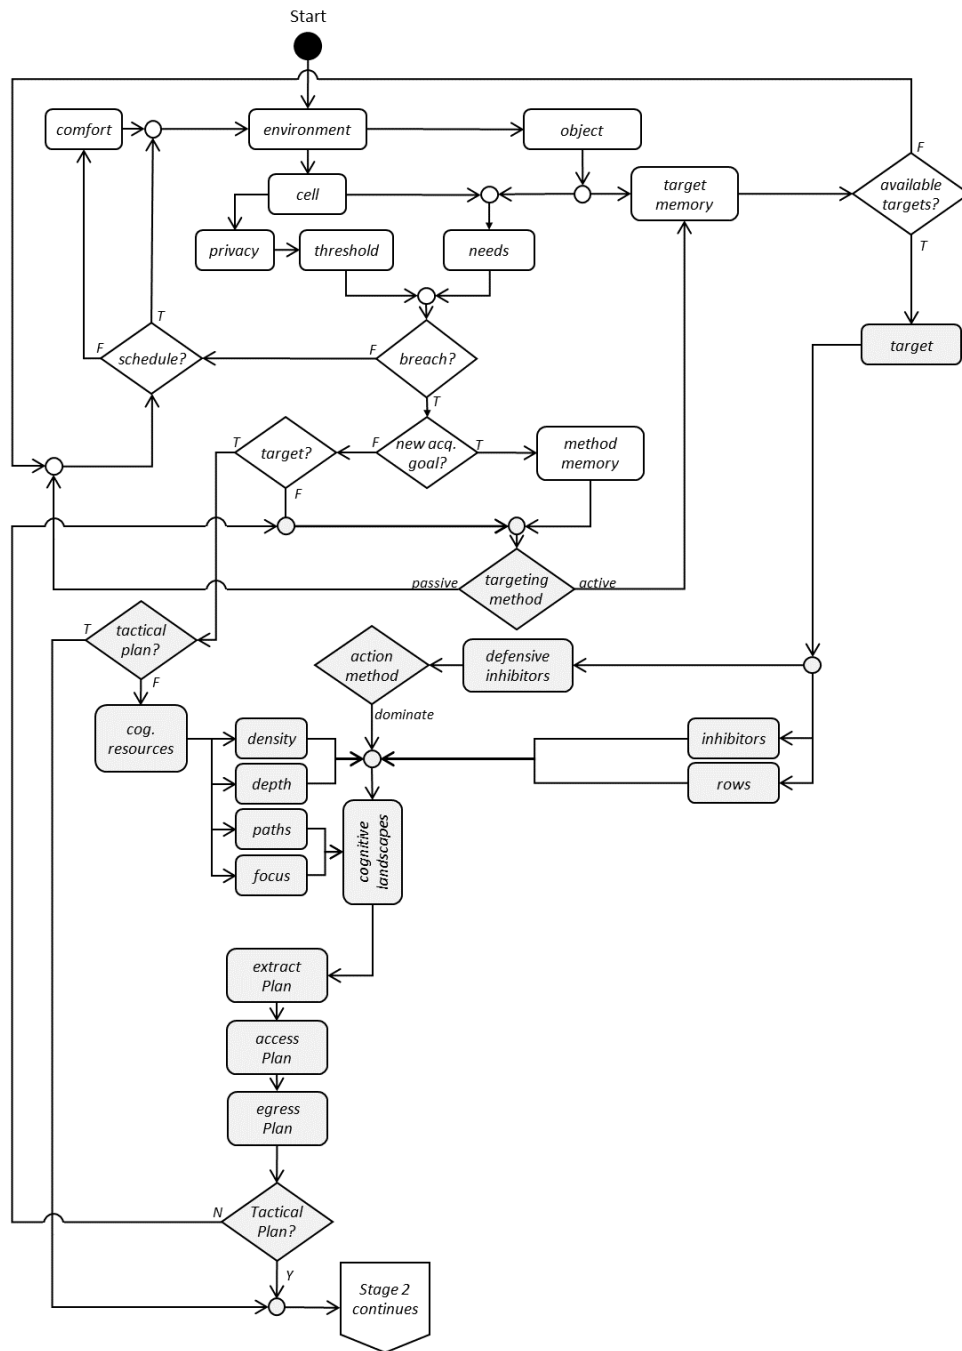 Start
comfort
environment
object
F
cell
target
memory
available
targets?
T
privacy
threshold
needs
T
F
schedule?
F
breach?
target
T
T
target?
F
new acq.
goal?
T
method
memory
F
passive
targeting
method
active
T
tactical
plan?
F
action
method
defensive
inhibitors
dominate
cog.
resources
density
inhibitors
depth
rows
paths
focus
cognitive
landscapes
extract
Plan
access
Plan
egress
Plan
N
Tactical
Plan?
Y
Stage 2
continues